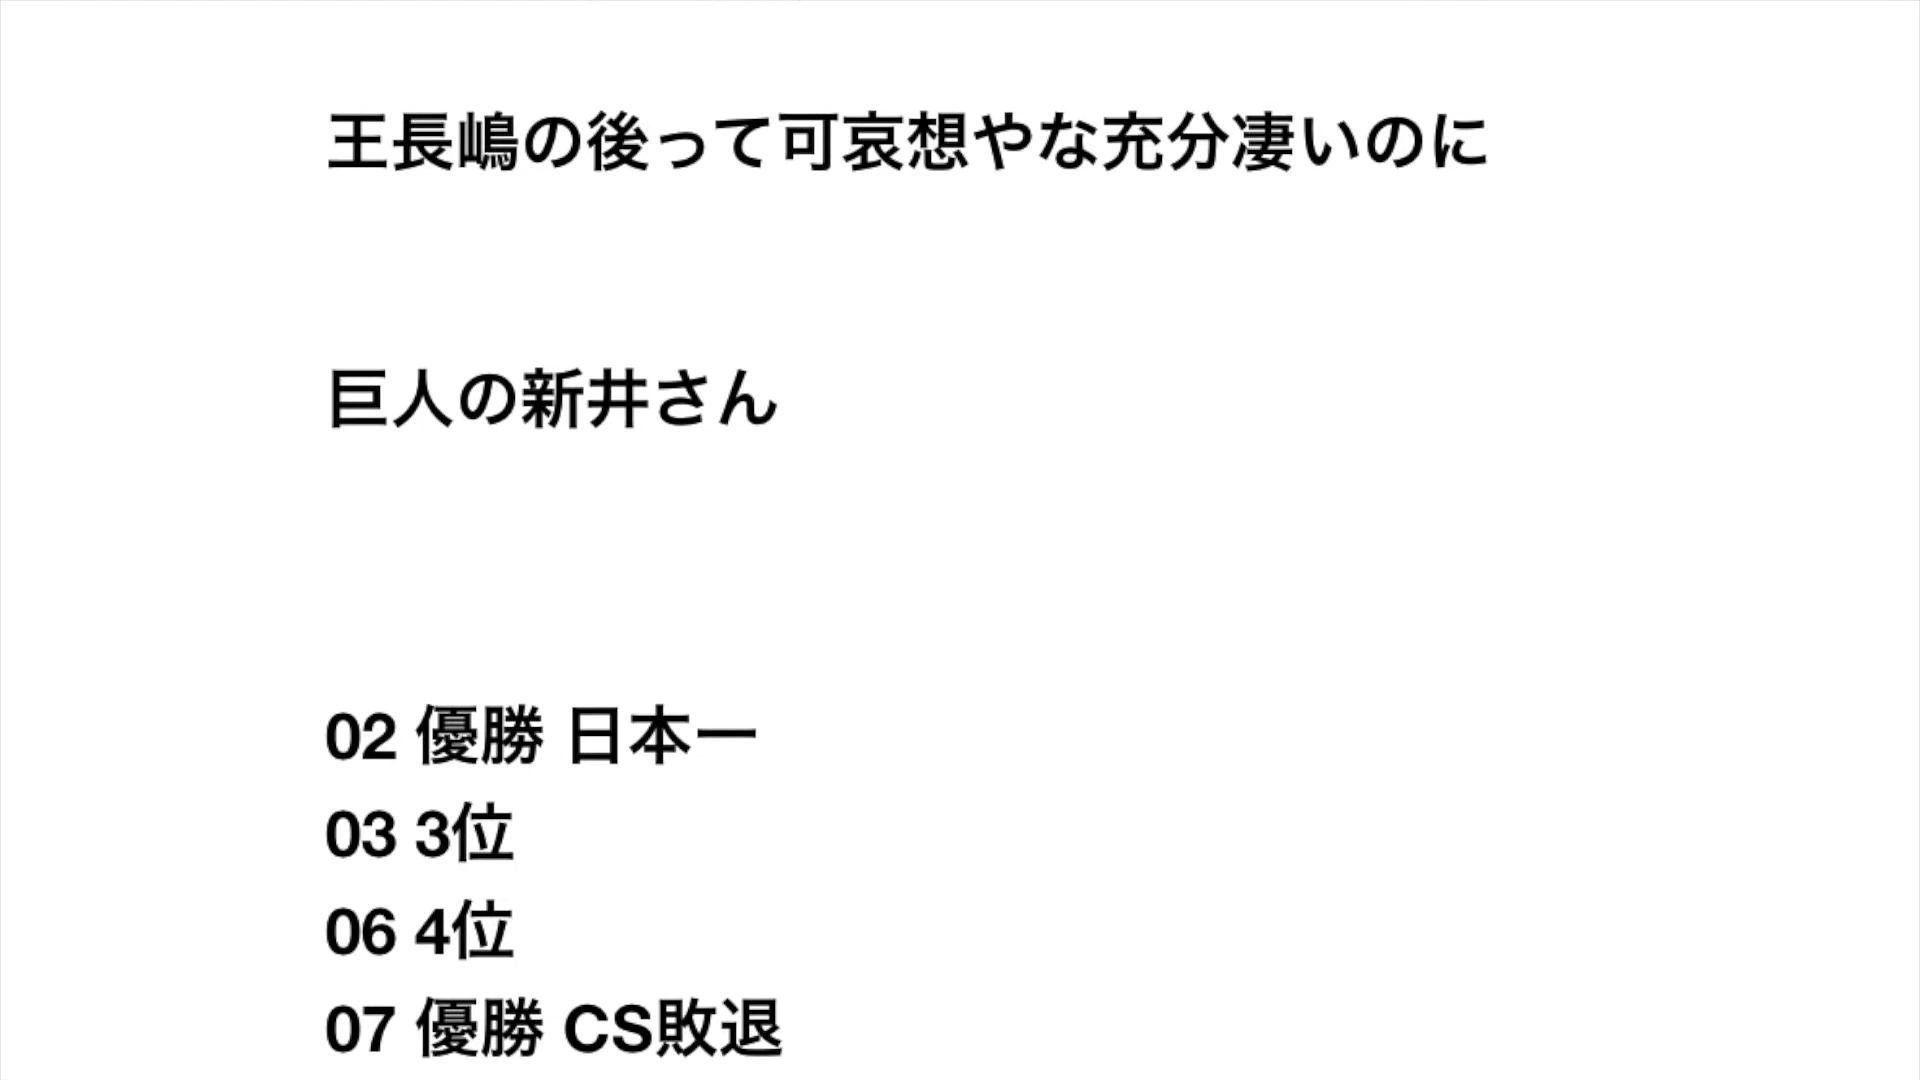 王長嶋の後って可哀想やな充分凄いのに
巨人の新井さん
02 優勝 日本一
03 3位
06 4位
07 優勝 CS敗退